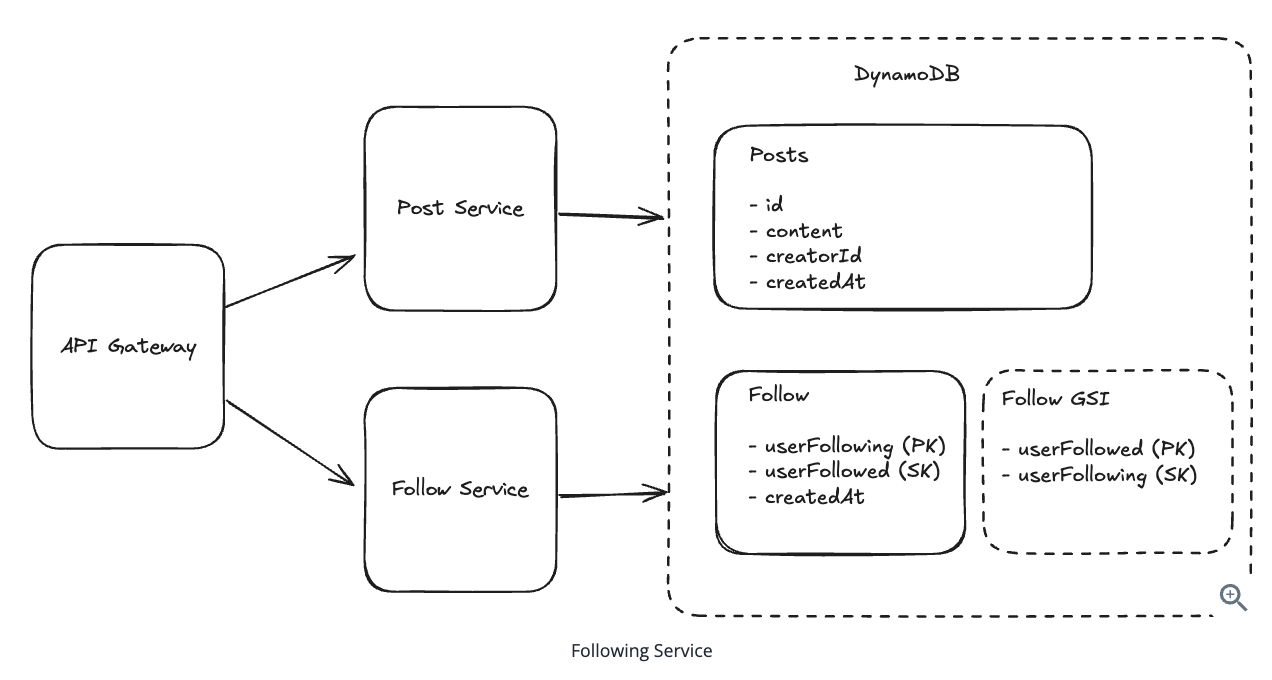 DynamoDB
Posts
- id
- content
- creatorId
- createdAt
Post Service
API Gateway
Follow
- userFollowing (PK)
- userFollowed (SK)
- createdAt
Follow GSI
- userFollowed (PK)
- userFollowing (SK)
Follow Service
Following Service